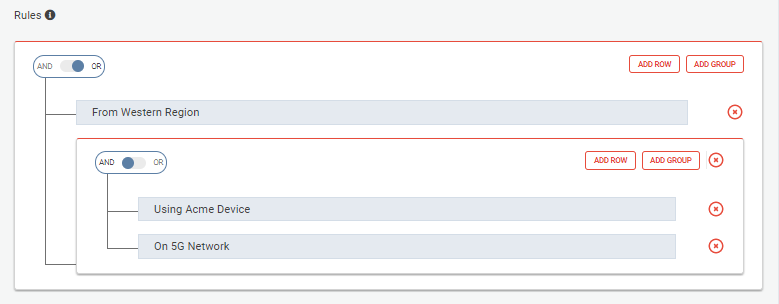 Rules
AND OR ADD ROW ADD GROUP
From Western Region
AND OR ADD ROW ADD GROUP
Using Acme Device
On 5G Network